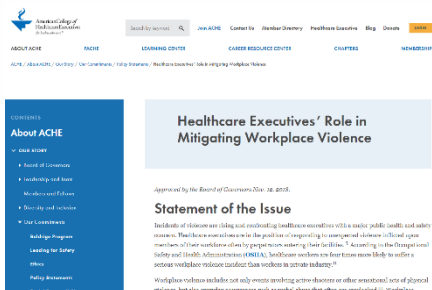 American College of
Healthcare Executives
Search by keyword
Join ACHE
Contact Us
Member Directory
Healthcare Executive
Blog
Donate
ABOUT ACHE
FACHE
LEARNING CENTER
CAREER RESOURCE CENTER
CHAPTERS
MEMBERSHIP
ACHE / About ACHE / Our Story / Our Commitments / Policy Statements / Healthcare Executives' Role in Mitigating Workplace Violence
CONTENTS
About ACHE
OUR STORY
Board of Governors
Leadership and Team
Members and Fellows
Diversity and Inclusion
Our Commitments
Baldrige Program
Leading for Safety
Ethics
Policy Statements
Healthcare Executives' Role in
Mitigating Workplace Violence
Approved by the Board of Governors Nov. 12, 2018.
Statement of the Issue
Incidents of violence are rising and confronting healthcare executives with a major public health and safety
concern. Healthcare executives are in the position of responding to unexpected violence inflicted upon
members of their workforce often by perpetrators entering their facilities. According to the Occupational
Safety and Health Administration (OSHA), healthcare workers are four times more likely to suffer a
serious workplace violence incident than workers in private industry.
Workplace violence includes not only events involving active shooters or other sensational acts of physical